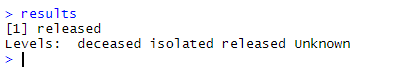 > results
[1] released
Levels:  deceased isolated released Unknown
>